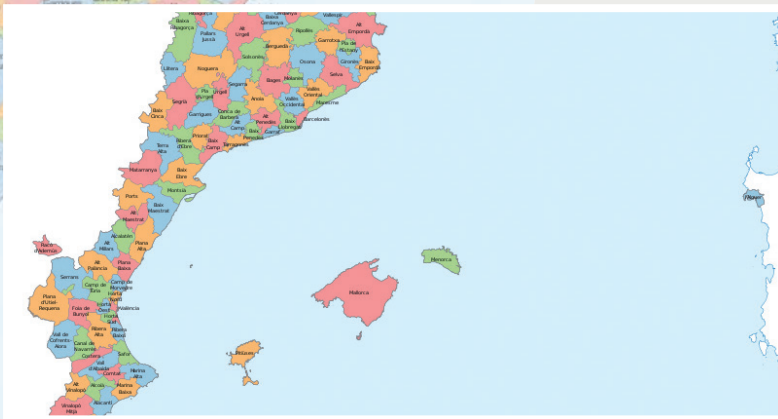 Baixa
Ribagorça
Pallars
Jussà
Alt
Urgell
Baixa
Cerdanya
Vallespir
Ripollès
Alt
Empordà
Garrotxa
Berguedà
Pla de
l'Estany
Solsonès
Llitera
Noguera
Osona
Gironès
Baix
Empordà
Segarra
Bages
Moianès
Selva
Pla
d'Urgell
Urgell
Segrià
Anoia
Vallès
Oriental
Vallès
Occidental
Maresme
Baix
Cinca
Garrigues
Conca de
Barberà
Alt
Camp
Alt
Penedès
Baix
Llobregat
Barcelonès
Baix
Penedès
Garraf
Priorat
Ribera
d'Ebre
Baix
Camp
Tarragonès
Terra
Alta
Matarranya
Baix
Ebre
Montsià
Ports
Baix
Maestrat
Alt
Maestrat
Alcalatén
Plana
Alta
Alt
Millars
Racó
d'Ademús
Alt
Palància
Plana
Baixa
Serrans
Camp de
Túria
Camp de
Morvedre
Horta
Nord
Plana
d'Utiel-
Requena
Foia de
Bunyol
Horta
Oest
València
Horta
Sud
Ribera
Alta
Ribera
Baixa
Vall de
Cofrents-
Aiora
Canal de
Navarrés
Costera
Safor
Vall
d'Albaida
Comtat
Marina
Alta
Alt
Vinalopó
Alcoià
Marina
Baixa
Vinalopó
Mitjà
Alacantí
Mallorca
Menorca
Pitiüses